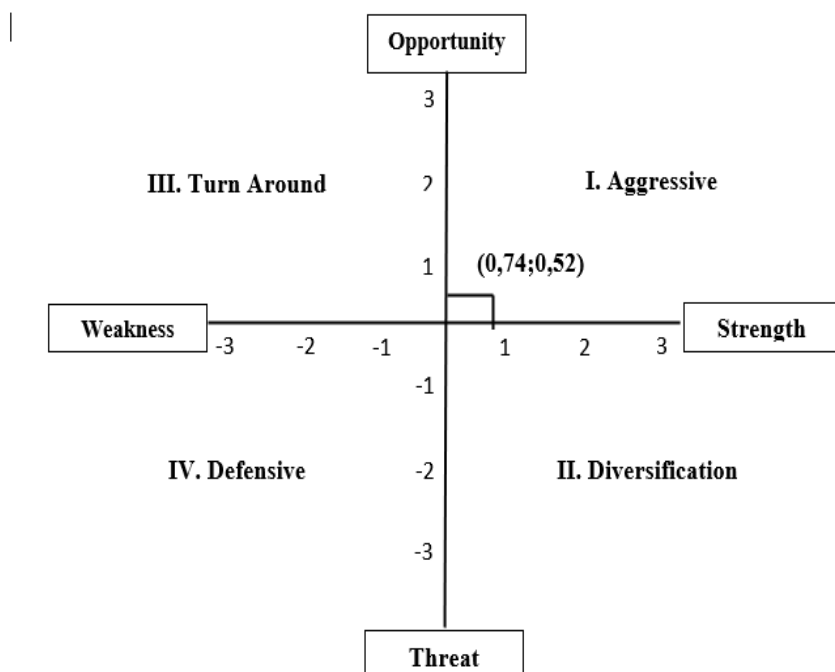 Opportunity
3
III. Turn Around
2
I. Aggressive
1
(0,74;0,52)
Weakness
Strength
-3
-2
-1
1
2
3
-1
IV. Defensive
-2
II. Diversification
-3
Threat